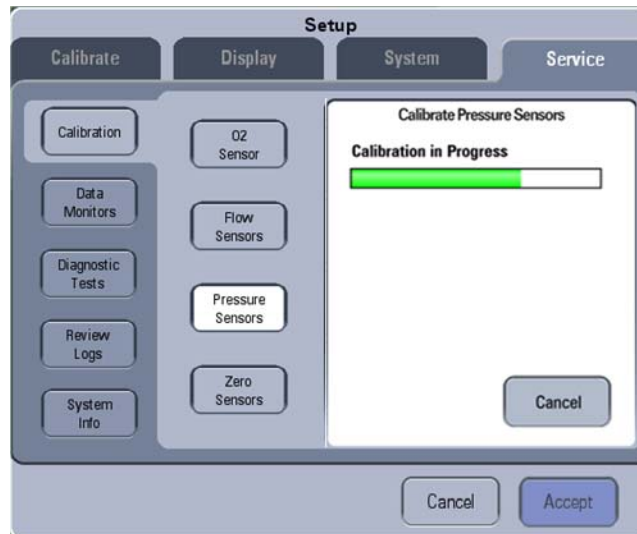 Setup
Calibrate
Display
System
Service
Calibration
Data
Monitors
Diagnostic
Tests
Review
Logs
System
Info
O2
Sensor
Flow
Sensors
Pressure
Sensors
Zero
Sensors
Calibrate Pressure Sensors
Calibration in Progress
Cancel
Cancel
Accept